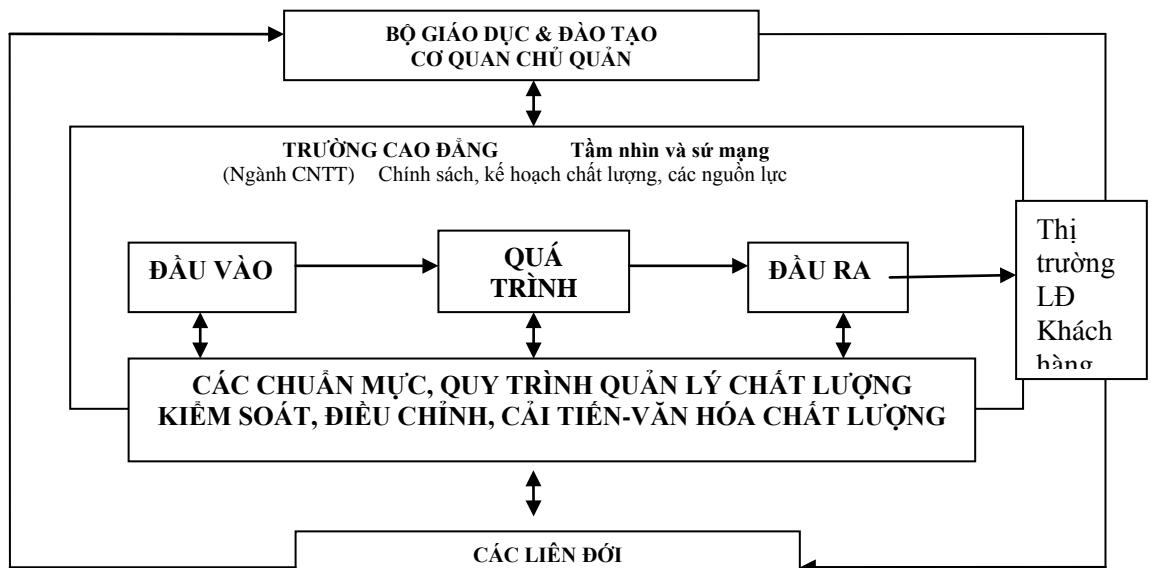 BỘ GIÁO DỤC & ĐÀO TẠO
CƠ QUAN CHỦ QUẢN
TRƯỜNG CAO ĐẲNG Tầm nhìn và sứ mạng
(Ngành CNTT) Chính sách, kế hoạch chất lượng, các nguồn lực
ĐẦU VÀO
QUÁ
TRÌNH
ĐẦU RA
Thị
trường
LĐ
Khách
hàng
CÁC CHUẨN MỰC, QUY TRÌNH QUẢN LÝ CHẤT LƯỢNG
KIỂM SOÁT, ĐIỀU CHỈNH, CẢI TIẾN-VĂN HÓA CHẤT LƯỢNG
CÁC LIÊN ĐỚI